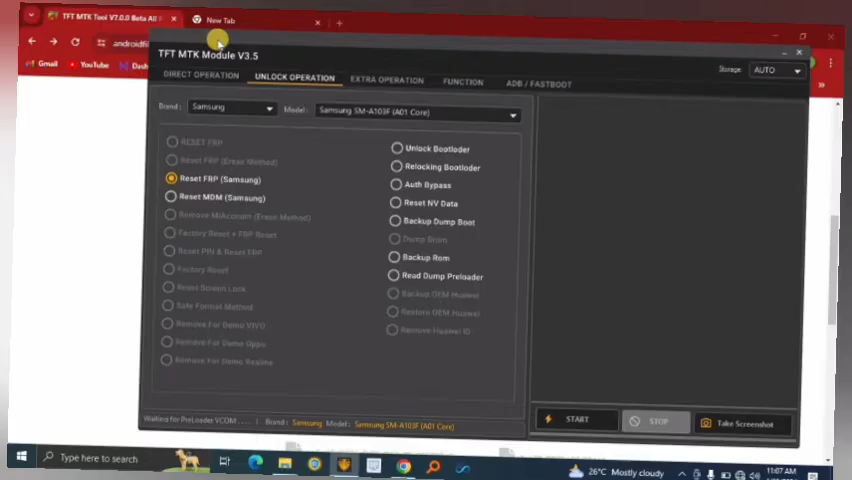 TFT MTK Tool V7.0.0 Beta All F
New Tab
androidfil
Gmail
YouTube
TFT MTK Module V3.5
DIRECT OPERATION
UNLOCK OPERATION
EXTRA OPERATION
FUNCTION
ADB / FASTBOOT
Storage:
AUTO
Brand:
Samsung
Model:
Samsung SM-A103F (A01 Core)
RESET FRP
Reset FRP (Erase Method)
Reset FRP (Samsung)
Reset MDM (Samsung)
Remove MiAccount (Erase Method)
Factory Reset + FRP Reset
Reset PIN & Reset FRP
Factory Reset
Reset Screen Lock
Safe Format Method
Remove For Demo VIVO
Remove For Demo Oppo
Remove For Demo Realme
Unlock Bootloder
Relocking Bootloder
Auth Bypass
Reset NV Data
Backup Dump Boot
Dump Brom
Backup Rom
Read Dump Preloader
Backup OEM Huawei
Restore OEM Huawei
Remove Huawei ID
Waiting for PreLoader VCOM..... | Brand: Samsung Model: Samsung SM-A103F (A01 Core)
START
STOP
Take Screenshot
Type here to search
26°C Mostly cloudy
11:07 AM